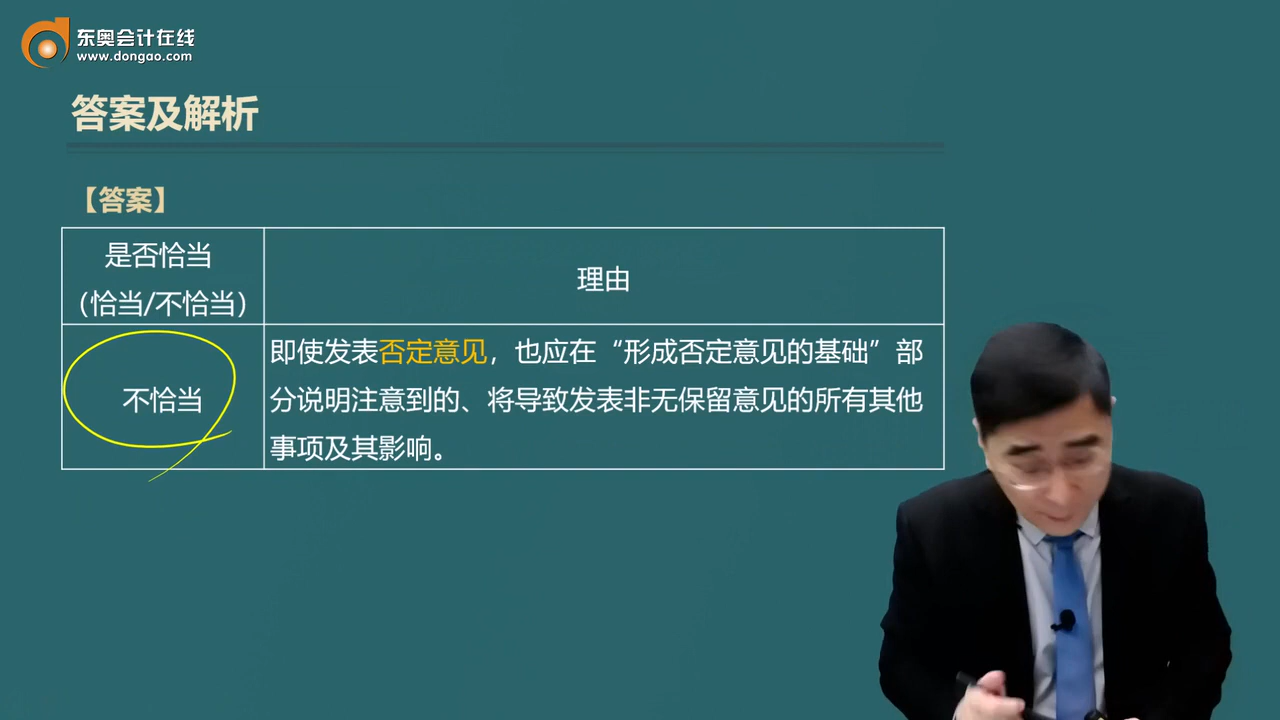 东奥会计在线
www.dongao.com
答案及解析
【答案】
是否恰当
（恰当/不恰当）
理由
不恰当
即使发表否定意见，也应在“形成否定意见的基础”部
分说明注意到的、将导致发表非无保留意见的所有其他
事项及其影响。